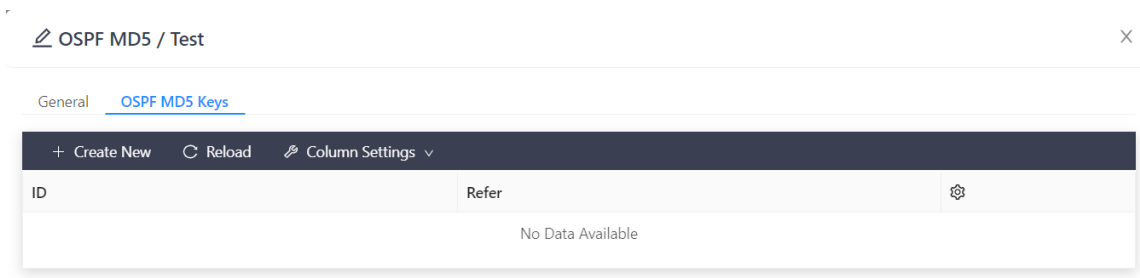 OSPF MD5 / Test
General OSPF MD5 Keys
+ Create New Reload Column Settings
ID Refer
No Data Available